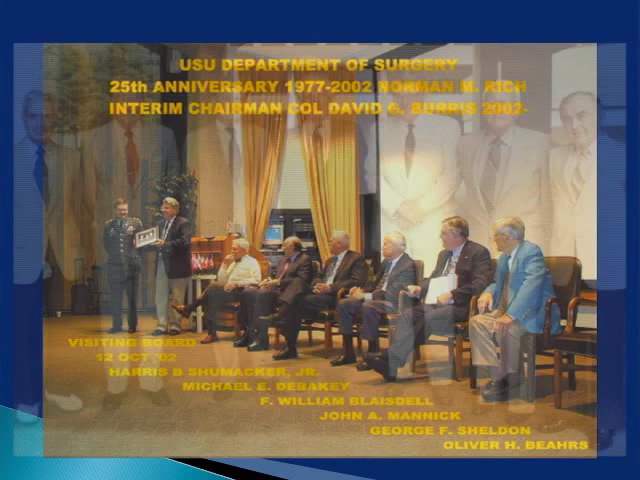 USU DEPARTMENT OF SURGERY
25th ANNIVERSARY 1977-2002 NORMAN M. RICH
INTERIM CHAIRMAN COL DAVID G. BURRIS 2002-
VISITING BOARD
12 OCT '02
HARRIS B SHUMACKER, JR.
MICHAEL E. DEBAKEY
F. WILLIAM BLAISDELL
JOHN A. MANNICK
GEORGE F. SHELDON
OLIVER H. BEAHRS